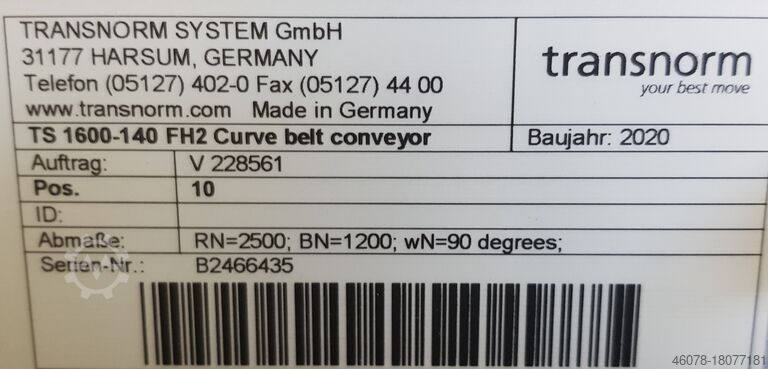 TRANSNORM SYSTEM GmbH
31177 HARSUM, GERMANY
Telefon (05127) 402-0 Fax (05127) 44 00
www.transnorm.com Made in Germany
transnorm
your best move
TS 1600-140 FH2 Curve belt conveyor Baujahr: 2020
Auftrag: V 228561
Pos. 10
ID:
Abmaße: RN=2500; BN=1200; wN=90 degrees;
Serien-Nr.: B2466435
46078-18077181